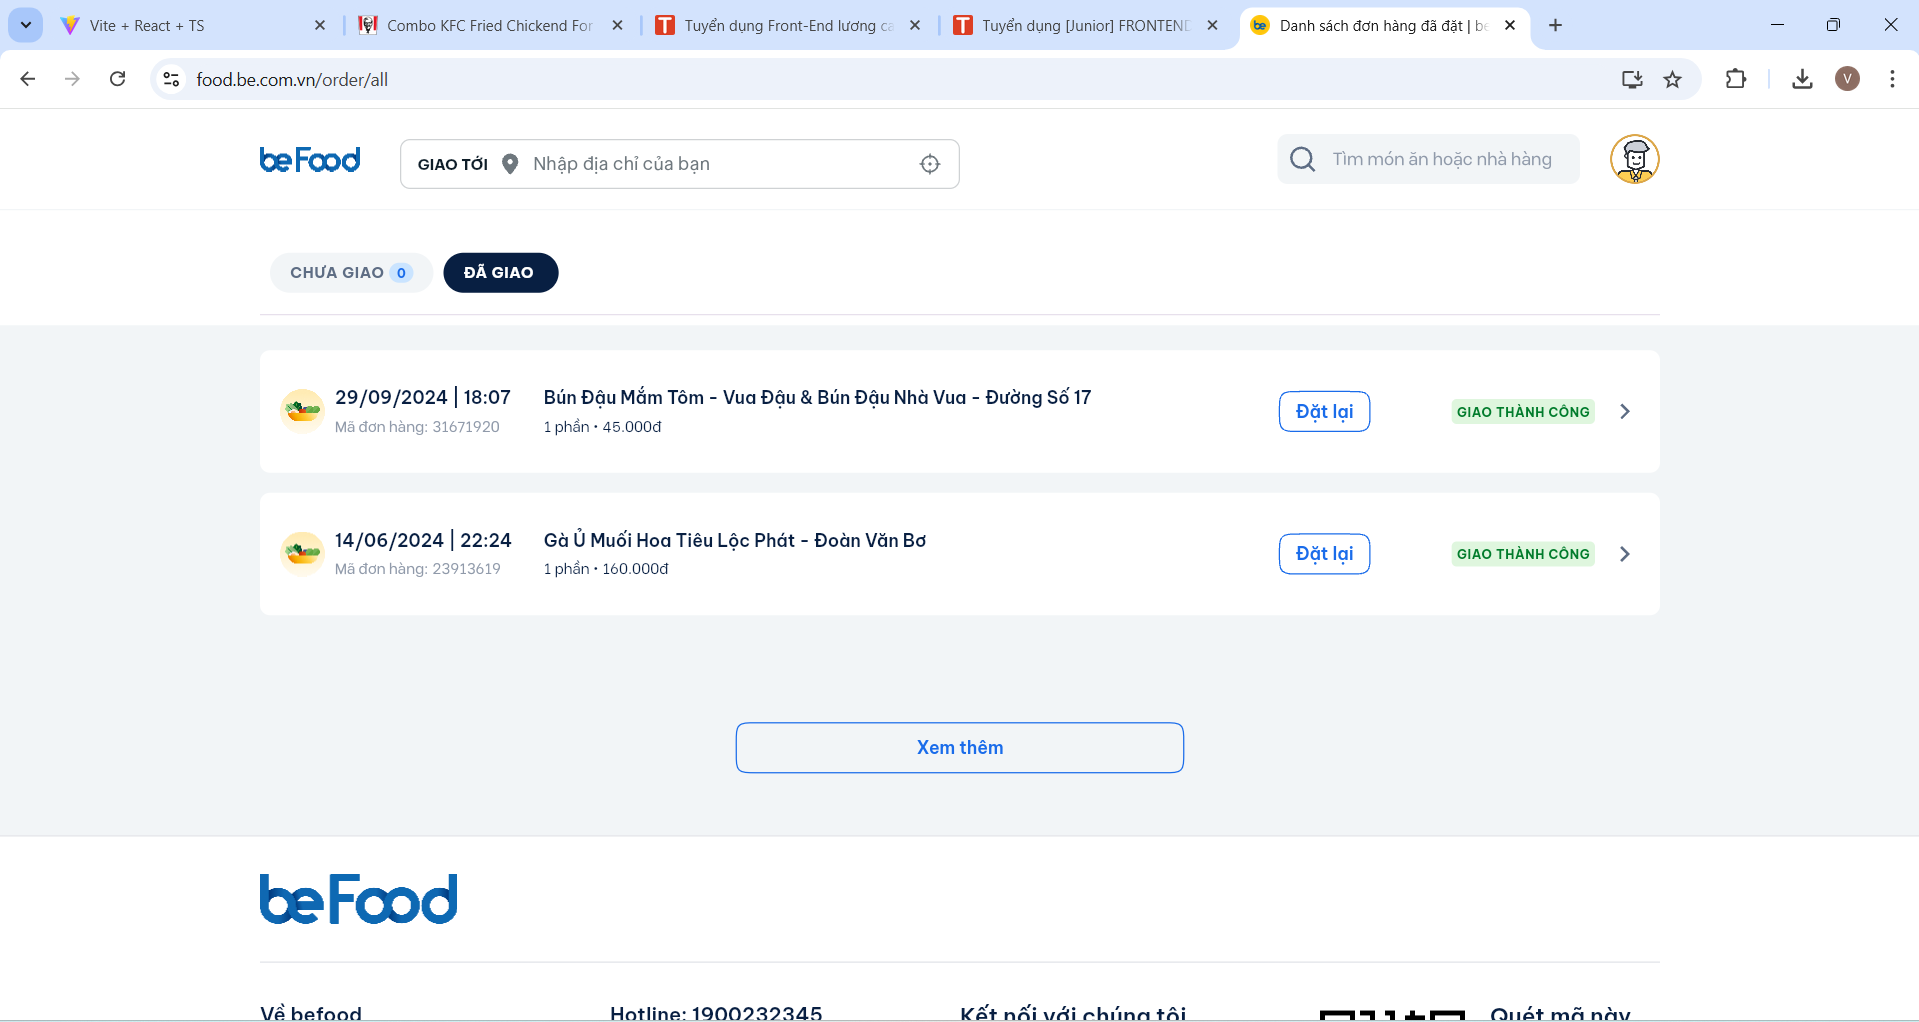 Vite + React + TS
Combo KFC Fried Chickend For
Tuyển dụng Front-End lương ca
Tuyển dụng [Junior] FRONTEND
Danh sách đơn hàng đã đặt | be
food.be.com.vn/order/all
V
beFood
GIAO TỚI
Nhập địa chỉ của bạn
Tìm món ăn hoặc nhà hàng
CHƯA GIAO 0
ĐÃ GIAO
29/09/2024 | 18:07
Mã đơn hàng: 31671920
Bún Đậu Mắm Tôm - Vua Đậu & Bún Đậu Nhà Vua - Đường Số 17
1 phần • 45.000đ
Đặt lại
GIAO THÀNH CÔNG
14/06/2024 | 22:24
Mã đơn hàng: 23913619
Gà Ủ Muối Hoa Tiêu Lộc Phát - Đoàn Văn Bơ
1 phần • 160.000đ
Đặt lại
GIAO THÀNH CÔNG
Xem thêm
beFood
Về befood
Hotline: 1900232345
Kết nối với chúng tôi
Quét mã này